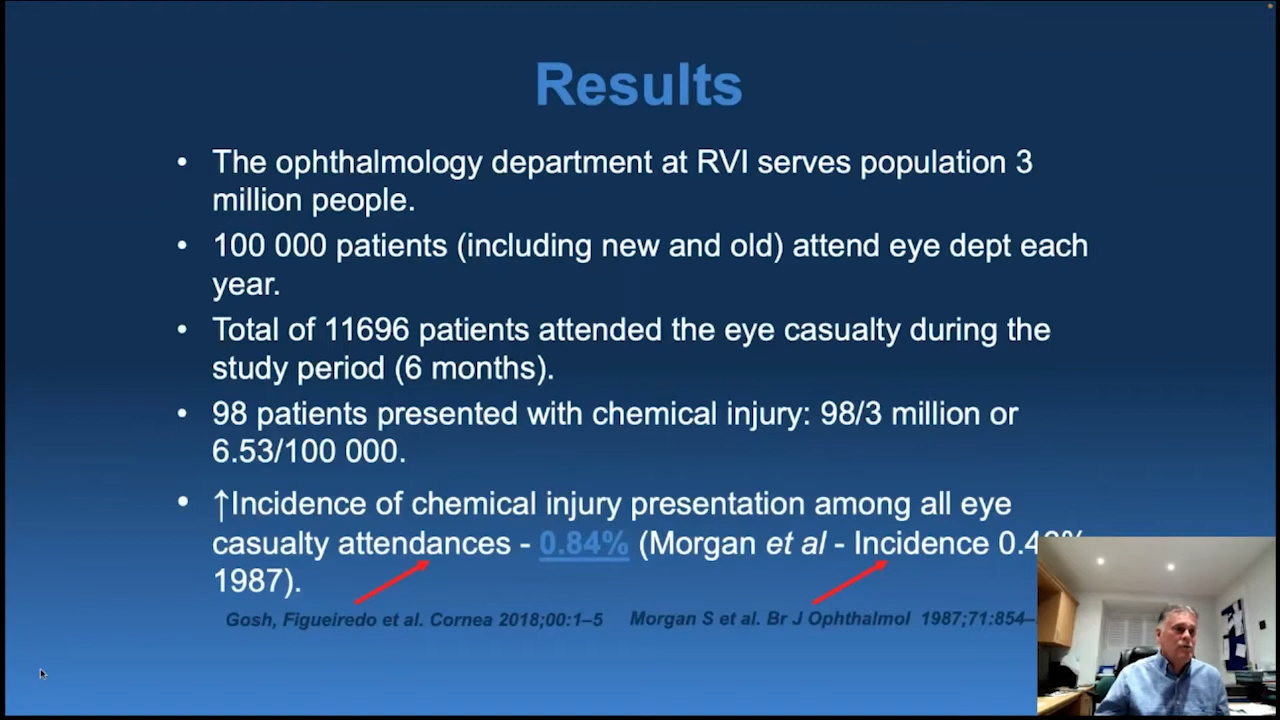 Results
• The ophthalmology department at RVI serves population 3
million people.
• 100 000 patients (including new and old) attend eye dept each
year.
• Total of 11696 patients attended the eye casualty during the
study period (6 months).
• 98 patients presented with chemical injury: 98/3 million or
6.53/100 000.
• ↑Incidence of chemical injury presentation among all eye
casualty attendances - 0.84% (Morgan et al - Incidence
1987).
Gosh, Figueiredo et al. Cornea 2018;00:1–5 Morgan S et al. Br J Ophthalmol 1987;71:854–